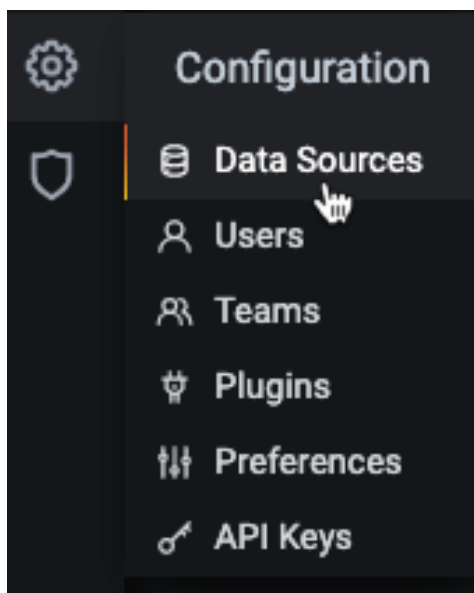 Configuration
Data Sources
Users
Teams
Plugins
Preferences
API Keys